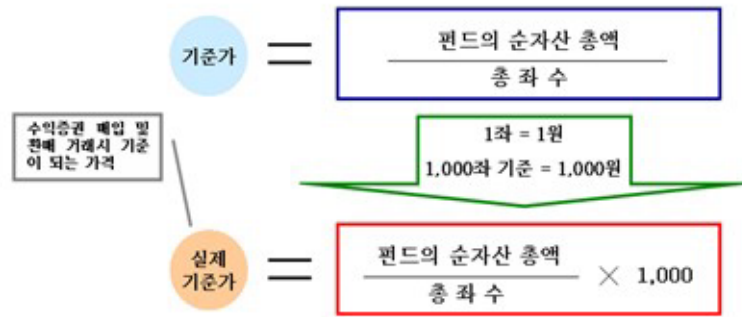 기준가 = 펀드의 순자산 총액
총 좌 수
수익증권 매입 및
판매 거래시 기준
이 되는 가격
1좌 = 1원
1,000좌 기준 = 1,000원
실제
기준가
=
펀드의 순자산 총액
총 좌 수
× 1,000